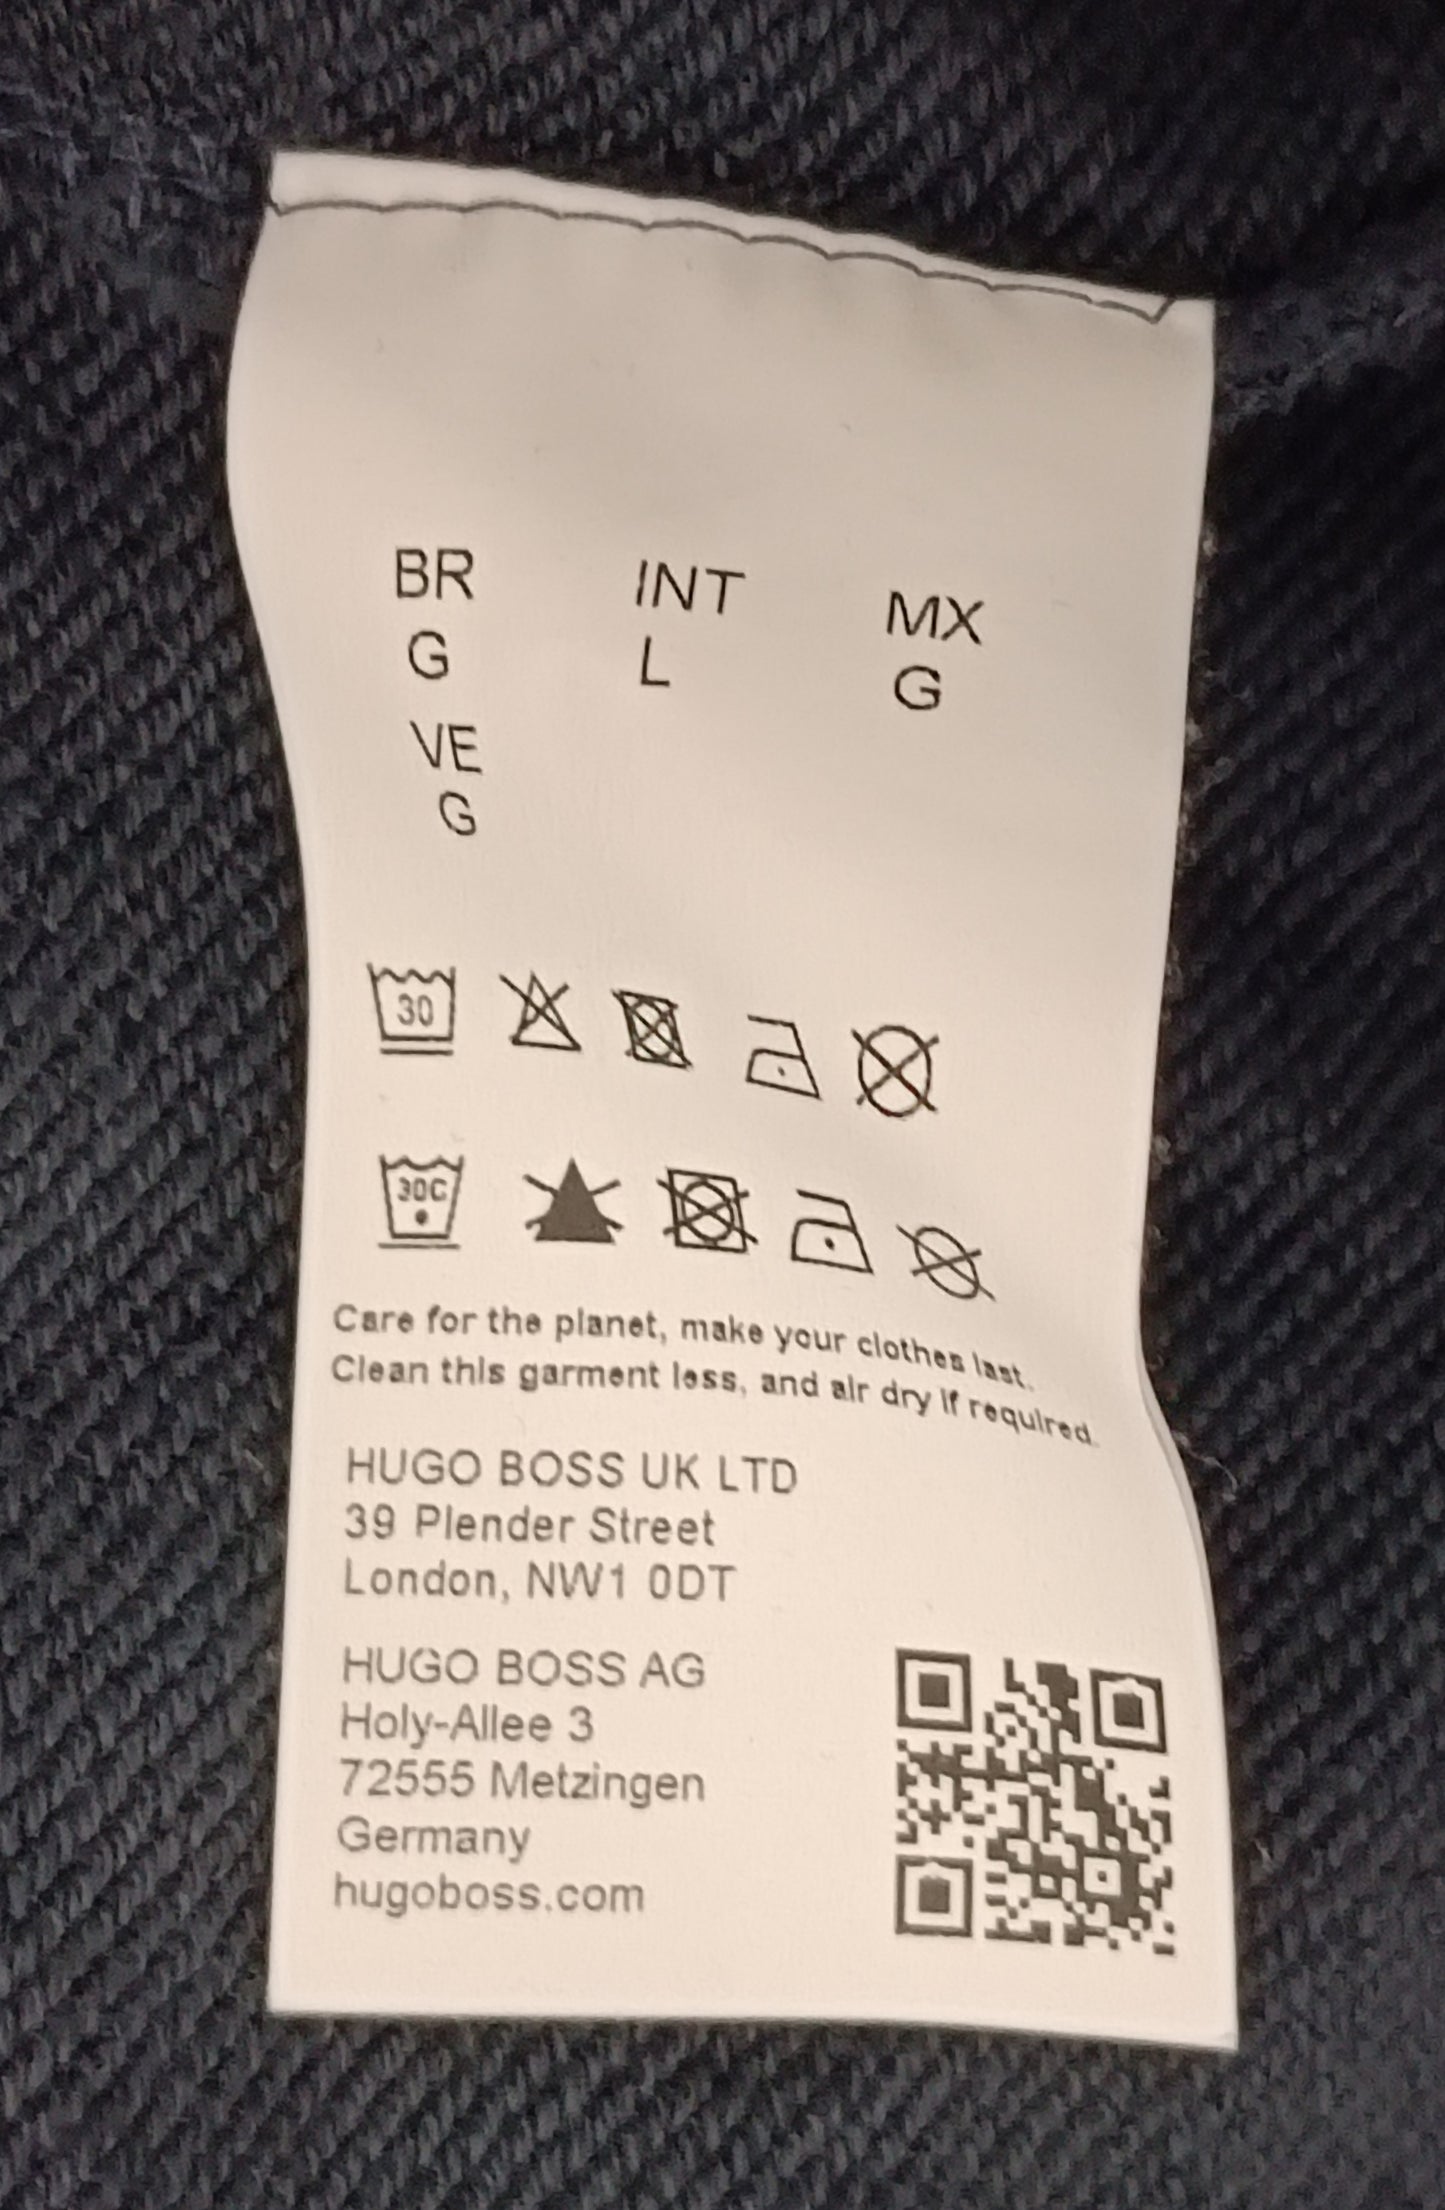 BR INT MX
G L G
VE
G
30
30C
Care for the planet, make your clothes last.
Clean this garment less, and air dry if required.
HUGO BOSS UK LTD
39 Plender Street
London, NW1 0DT
HUGO BOSS AG
Holy-Allee 3
72555 Metzingen
Germany
hugoboss.com